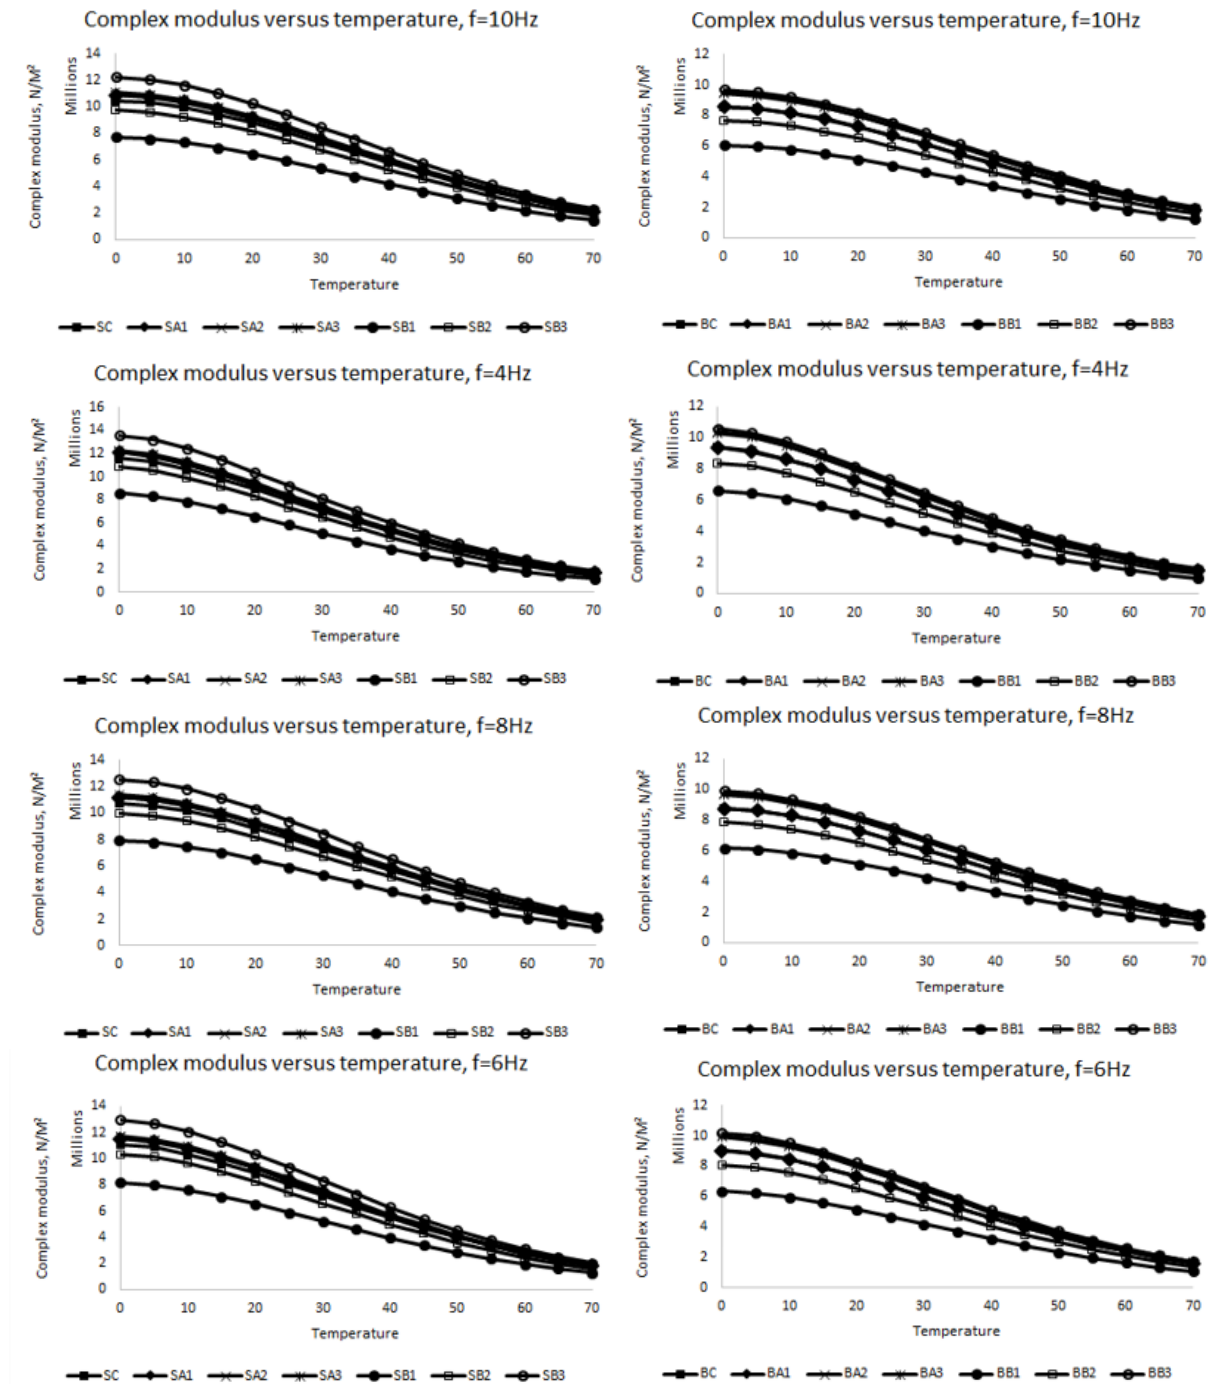 Complex modulus versus temperature, f=10Hz
Complex modulus, N/M²
Millions
14
12
10
8
6
4
2
0
0 10 20 30 40 50 60 70
Temperature
SC SA1 SA2 SA3 SB1 SB2 SB3
Complex modulus versus temperature, f=10Hz
Complex modulus, N/M²
Millions
12
10
8
6
4
2
0
0 10 20 30 40 50 60 70
Temperature
BC BA1 BA2 BA3 BB1 BB2 BB3
Complex modulus versus temperature, f=4Hz
Complex modulus, N/M²
Millions
16
14
12
10
8
6
4
2
0
0 10 20 30 40 50 60 70
Temperature
SC SA1 SA2 SA3 SB1 SB2 SB3
Complex modulus versus temperature, f=4Hz
Complex modulus, N/M²
Millions
12
10
8
6
4
2
0
0 10 20 30 40 50 60 70
Temperature
BC BA1 BA2 BA3 BB1 BB2 BB3
Complex modulus versus temperature, f=8Hz
Complex modulus, N/M²
Millions
14
12
10
8
6
4
2
0
0 10 20 30 40 50 60 70
Temperature
SC SA1 SA2 SA3 SB1 SB2 SB3
Complex modulus versus temperature, f=8Hz
Complex modulus, N/M²
Millions
12
10
8
6
4
2
0
0 10 20 30 40 50 60 70
Temperature
BC BA1 BA2 BA3 BB1 BB2 BB3
Complex modulus versus temperature, f=6Hz
Complex modulus, N/M²
Millions
14
12
10
8
6
4
2
0
0 10 20 30 40 50 60 70
Temperature
SC SA1 SA2 SA3 SB1 SB2 SB3
Complex modulus versus temperature, f=6Hz
Complex modulus, N/M²
Millions
12
10
8
6
4
2
0
0 10 20 30 40 50 60 70
Temperature
BC BA1 BA2 BA3 BB1 BB2 BB3